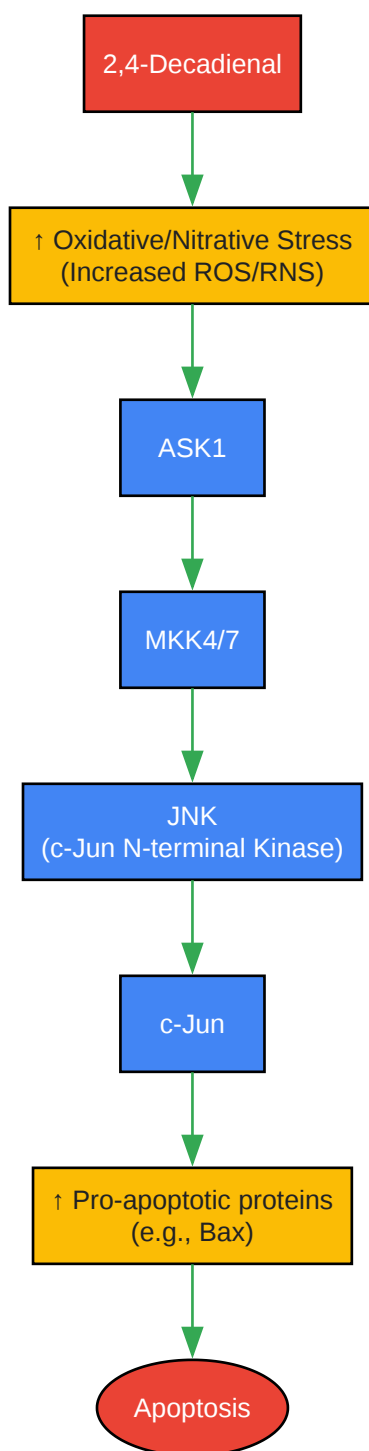 2,4-Decadienal
↑ Oxidative/Nitrative Stress
(Increased ROS/RNS)
ASK1
MKK4/7
JNK
(c-Jun N-terminal Kinase)
c-Jun
↑ Pro-apoptotic proteins
(e.g., Bax)
Apoptosis